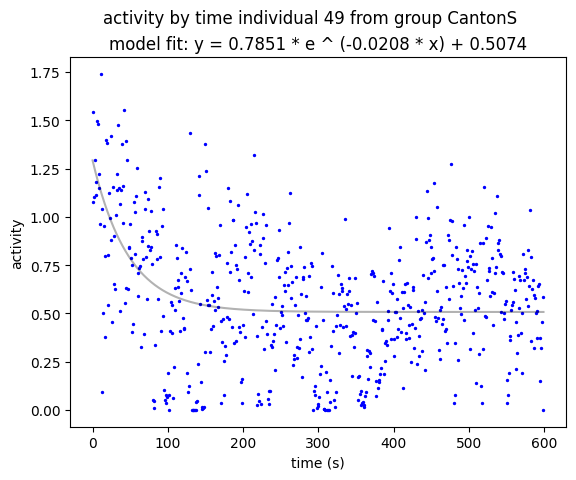 activity by time individual 49 from group CantonS
model fit: y = 0.7851 * e ^ (-0.0208 * x) + 0.5074
activity
1.75
1.50
1.25
1.00
0.75
0.50
0.25
0.00
0 100 200 300 400 500 600
time (s)